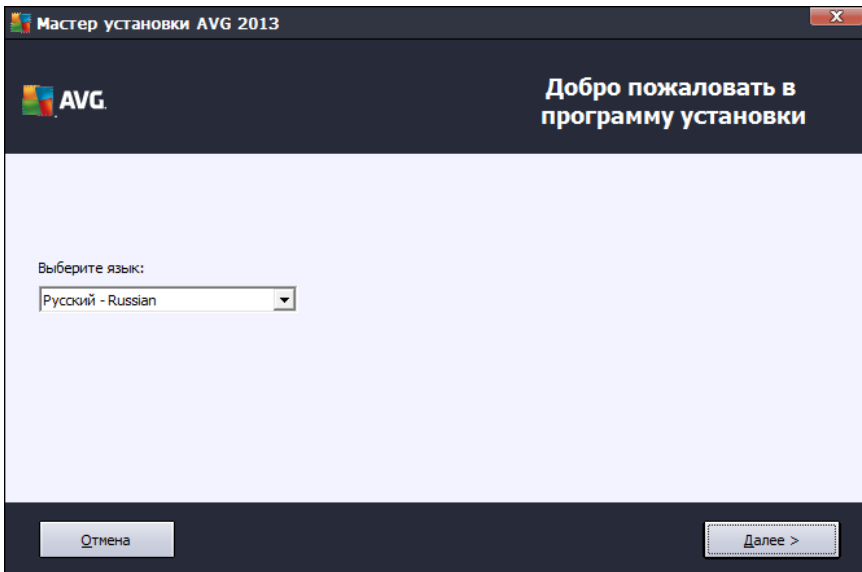 Мастер установки AVG 2013
X
AVG.
Добро пожаловать в
программу установки
Выберите язык:
Русский - Russian
Отмена
Далее >